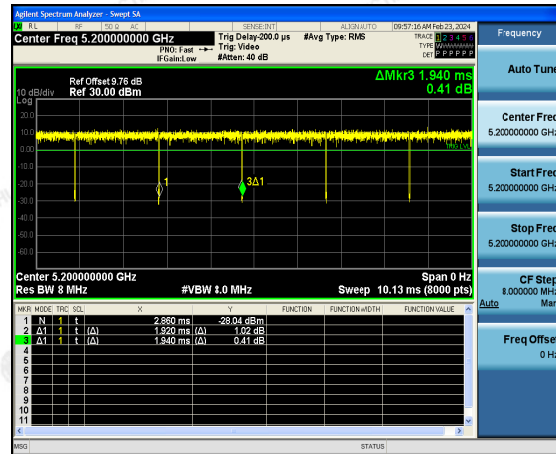 Agilent Spectrum Analyzer - Swept SA
RL RF 50 Ω AC SENSE:INT ALIGN AUTO 09:57:16 AM Feb 23, 2024
Center Freq 5.200000000 GHz
PNO: Fast
IFGain:Low
Trig Delay-200.0 µs
Trig: Video
#Atten: 40 dB
#Avg Type: RMS
TRACE 1 2 3 4 5 6
TYPE
DET P P P P P P
ΔMkr3 1.940 ms
0.41 dB
Ref Offset 9.76 dB
10 dB/div Ref 30.00 dBm
Log
20.0
10.0
0.00
TRIG LVL
-10.0
-20.0
1
3Δ1
-30.0
-40.0
-50.0
-60.0
Center 5.200000000 GHz Span 0 Hz
Res BW 8 MHz #VBW 8.0 MHz Sweep 10.13 ms (8000 pts)
MKR MODE TRC SCL X Y FUNCTION FUNCTION WIDTH FUNCTION VALUE
1 N 1 t 2.860 ms -28.04 dBm
2 Δ1 1 t (Δ) 1.920 ms (Δ) 1.02 dB
3 Δ1 1 t (Δ) 1.940 ms (Δ) 0.41 dB
4
5
6
7
8
9
10
11
MSG STATUS
Frequency
Auto Tune
Center Freq
5.200000000 GHz
Start Freq
5.200000000 GHz
Stop Freq
5.200000000 GHz
CF Step
8.000000 MHz
Auto Man
Freq Offset
0 Hz